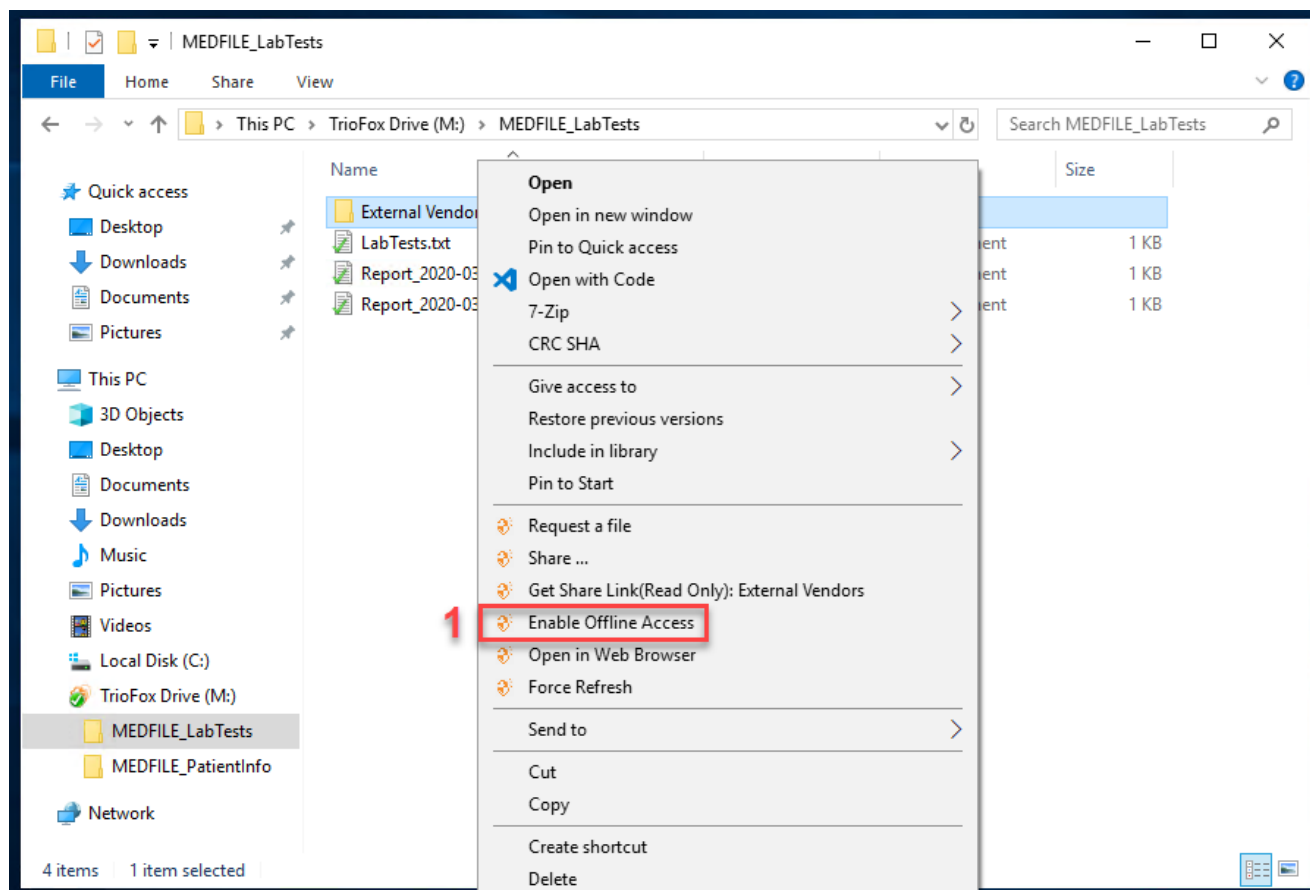 MEDFILE_LabTests
File Home Share View
This PC > TrioFox Drive (M:) > MEDFILE_LabTests
Search MEDFILE_LabTests
Name
Size
Quick access
Desktop
Downloads
Documents
Pictures
This PC
3D Objects
Desktop
Documents
Downloads
Music
Pictures
Videos
Local Disk (C:)
TrioFox Drive (M:)
MEDFILE_LabTests
MEDFILE_PatientInfo
Network
External Vendor
LabTests.txt 1 KB
Report_2020-03 1 KB
Report_2020-03 1 KB
Open
Open in new window
Pin to Quick access
Open with Code
7-Zip
CRC SHA
Give access to
Restore previous versions
Include in library
Pin to Start
Request a file
Share ...
Get Share Link(Read Only): External Vendors
1 Enable Offline Access
Open in Web Browser
Force Refresh
Send to
Cut
Copy
Create shortcut
Delete
4 items 1 item selected